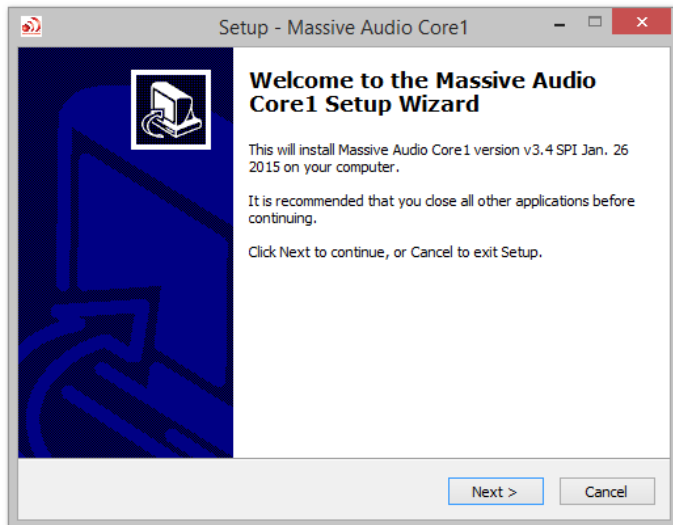 Setup - Massive Audio Core1
Welcome to the Massive Audio
Core1 Setup Wizard
This will install Massive Audio Core1 version v3.4 SPI Jan. 26
2015 on your computer.
It is recommended that you close all other applications before
continuing.
Click Next to continue, or Cancel to exit Setup.
Next >
Cancel